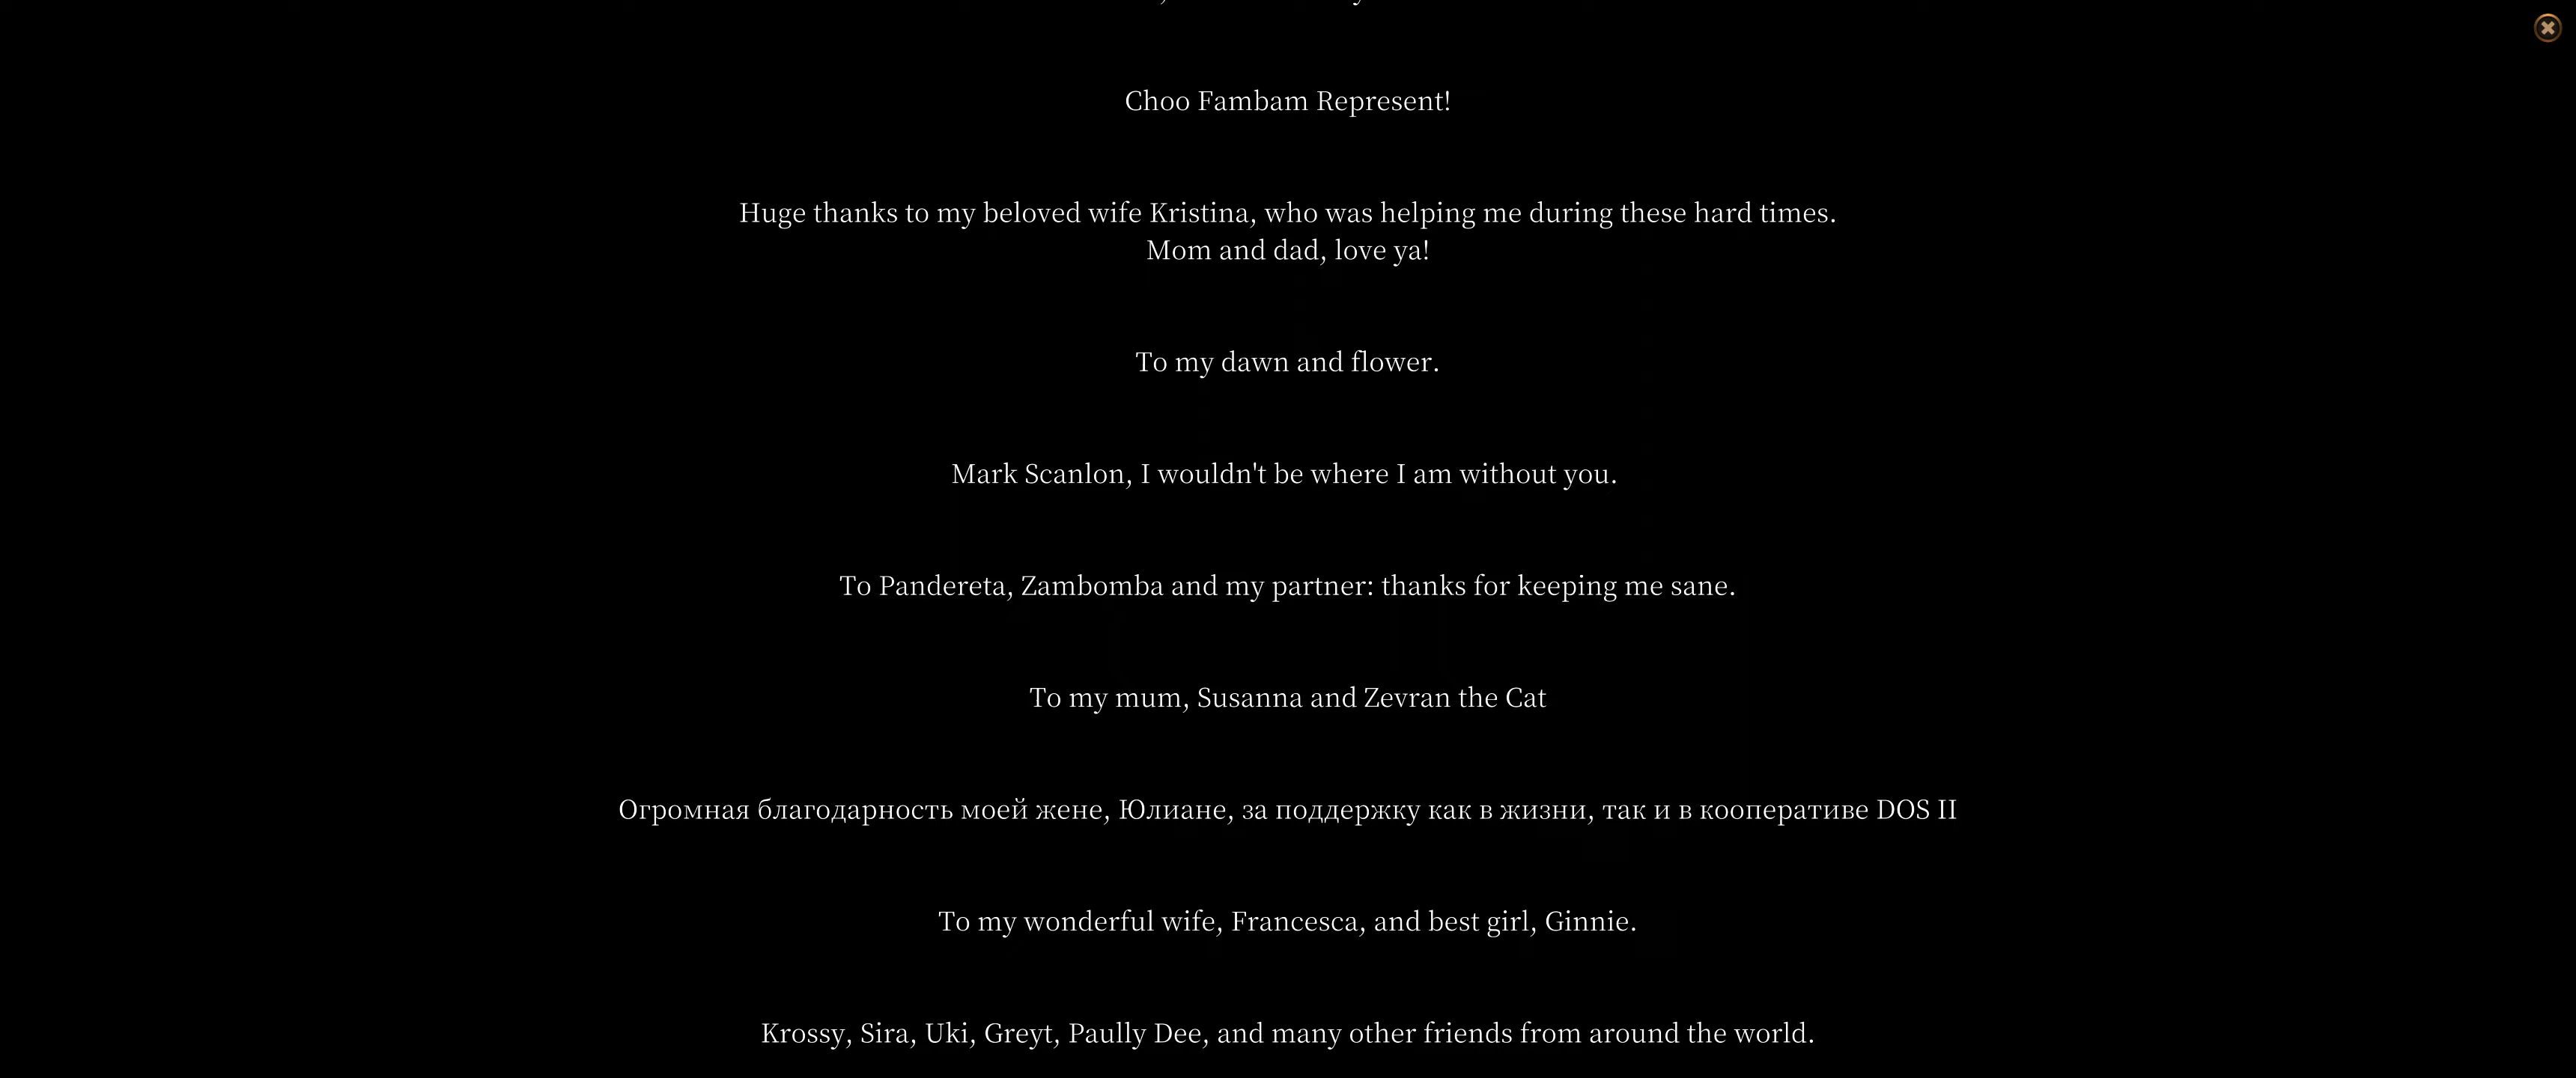 Choo Fambam Represent!
Huge thanks to my beloved wife Kristina, who was helping me during these hard times.
Mom and dad, love ya!
To my dawn and flower.
Mark Scanlon, I wouldn't be where I am without you.
To Pandereta, Zambomba and my partner: thanks for keeping me sane.
To my mum, Susanna and Zevran the Cat
Огромная благодарность моей жене, Юлиане, за поддержку как в жизни, так и в кооперативе DOS II
To my wonderful wife, Francesca, and best girl, Ginnie.
Krossy, Sira, Uki, Greyt, Paully Dee, and many other friends from around the world.